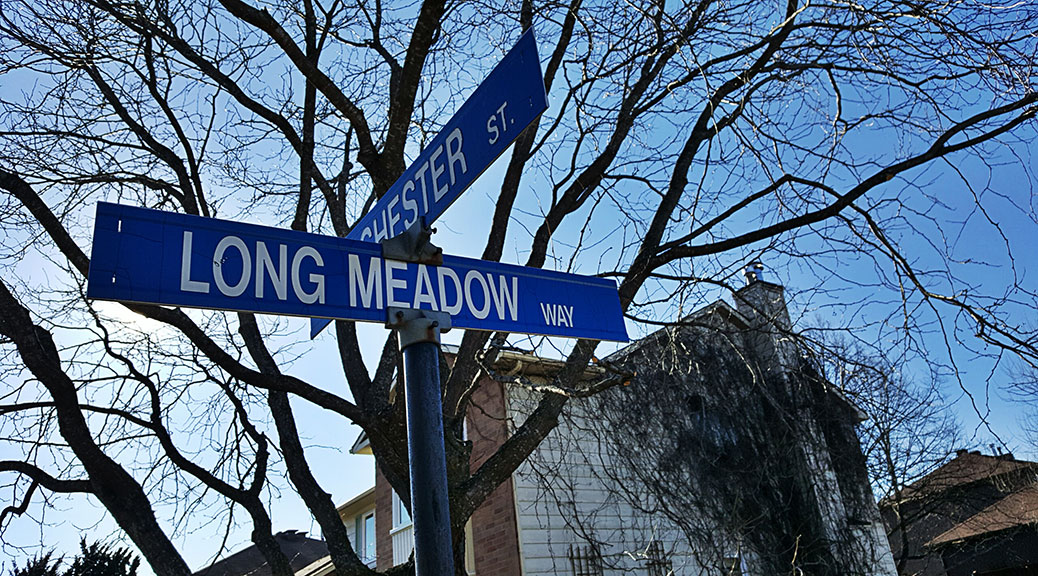 CHESTER ST.
LONG MEADOW WAY